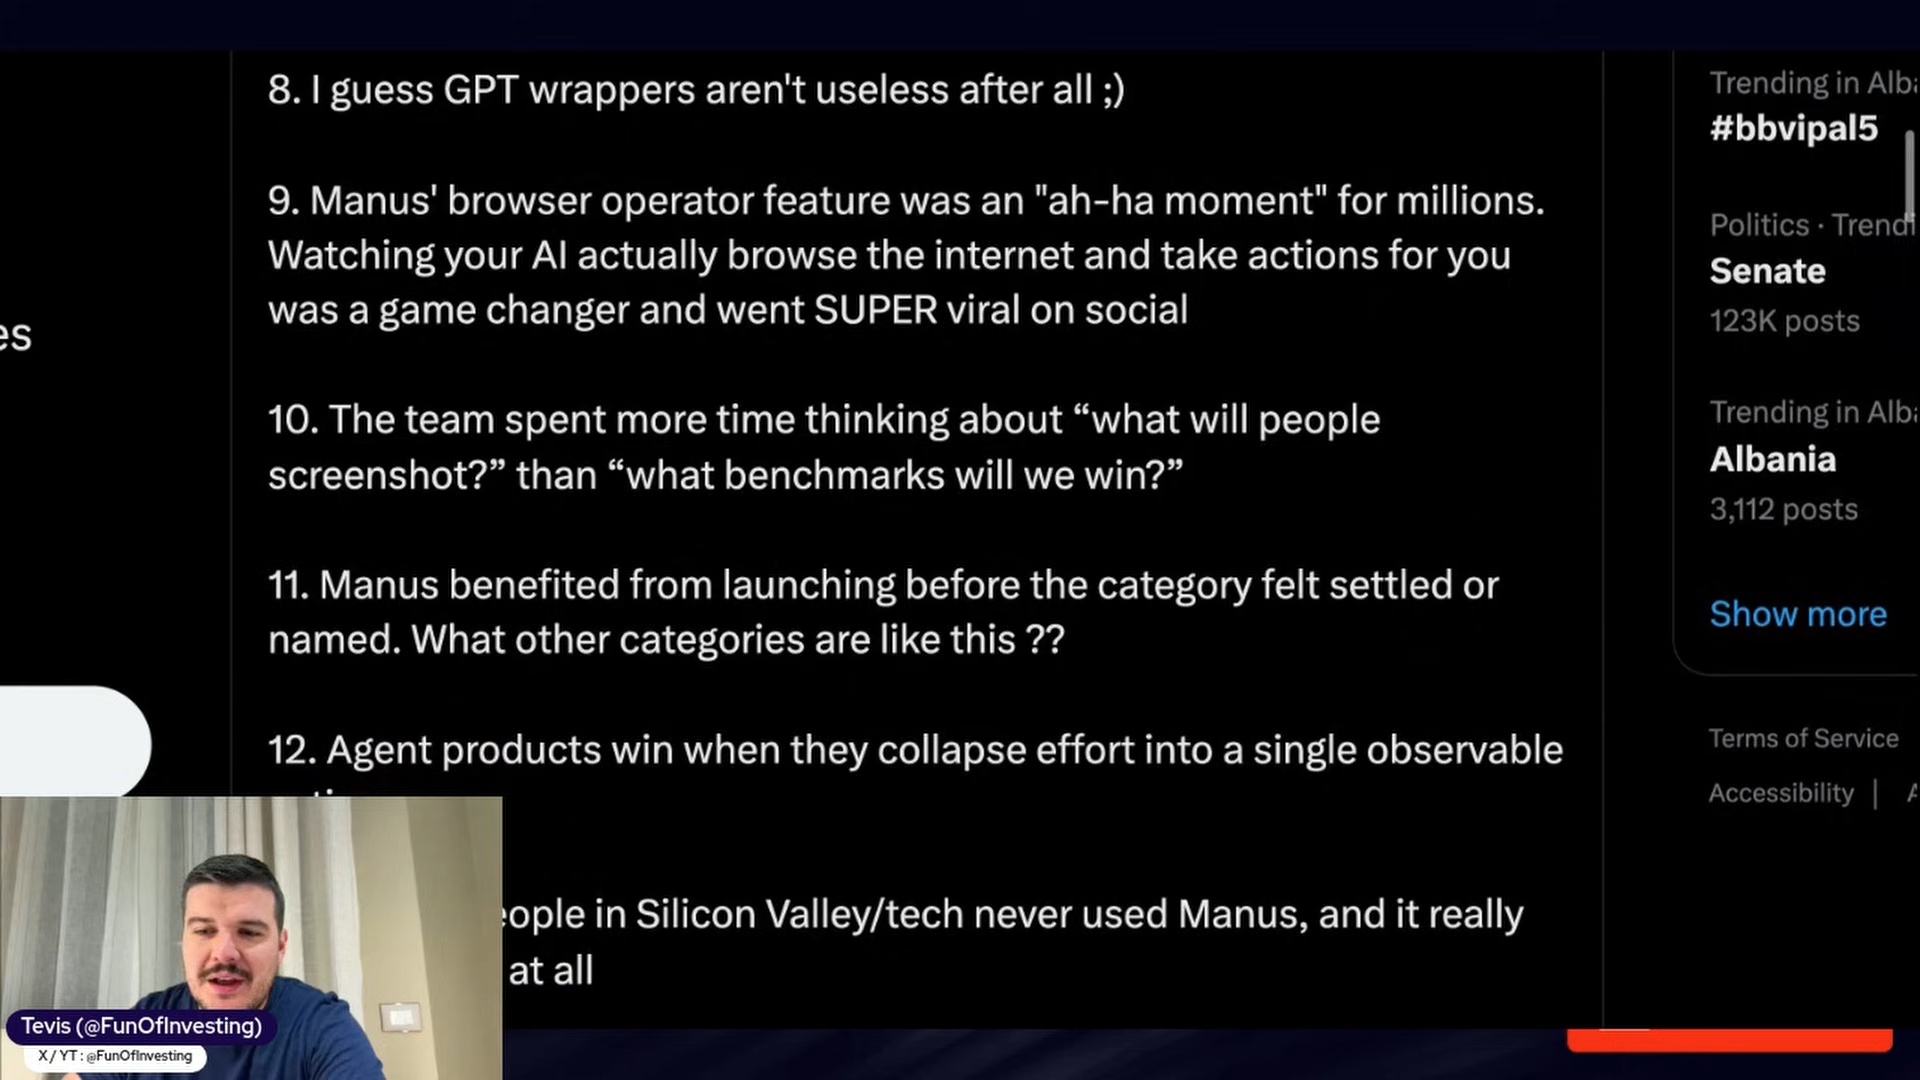 8. I guess GPT wrappers aren't useless after all ;)
9. Manus' browser operator feature was an "ah-ha moment" for millions.
Watching your AI actually browse the internet and take actions for you
was a game changer and went SUPER viral on social
10. The team spent more time thinking about “what will people
screenshot?” than “what benchmarks will we win?”
11. Manus benefited from launching before the category felt settled or
named. What other categories are like this ??
12. Agent products win when they collapse effort into a single observable
in Silicon Valley/tech never used Manus, and it really
at all
Trending in
#bbvipal5
Politics ·
Senate
123K posts
Trending in
Albania
3,112 posts
Show more
Terms of Service
Accessibility |
Tevis (@FunOfInvesting)
X / YT : @FunOfInvesting